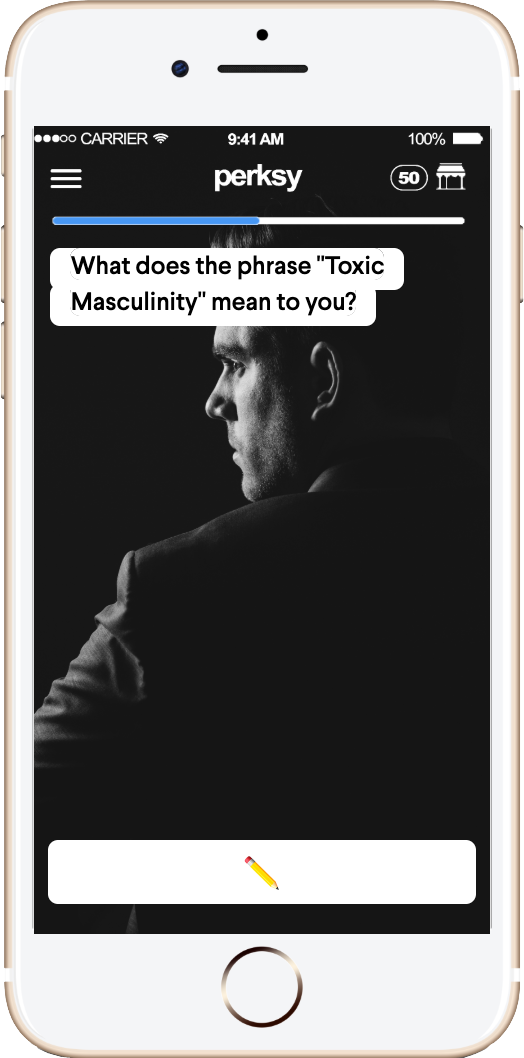 CARRIER 9:41 AM 100%
perksy 50
What does the phrase "Toxic
Masculinity" mean to you?